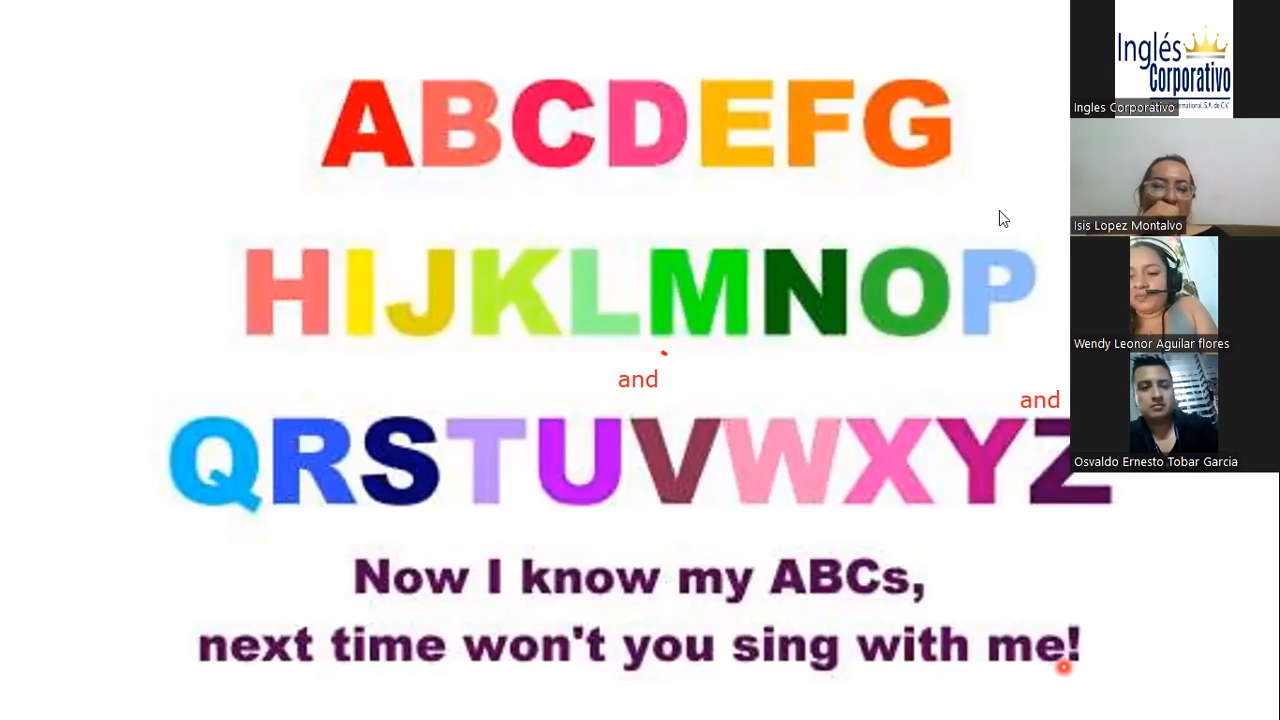 ABCDEFG
HIJKLMNOP
and
and
QRSTUVWXYZ
Now I know my ABCs,
next time won't you sing with me!
Inglés
Corporativo
Ingles Corporativo
Isis Lopez Montalvo
Wendy Leonor Aguilar flores
Osvaldo Ernesto Tobar Garcia